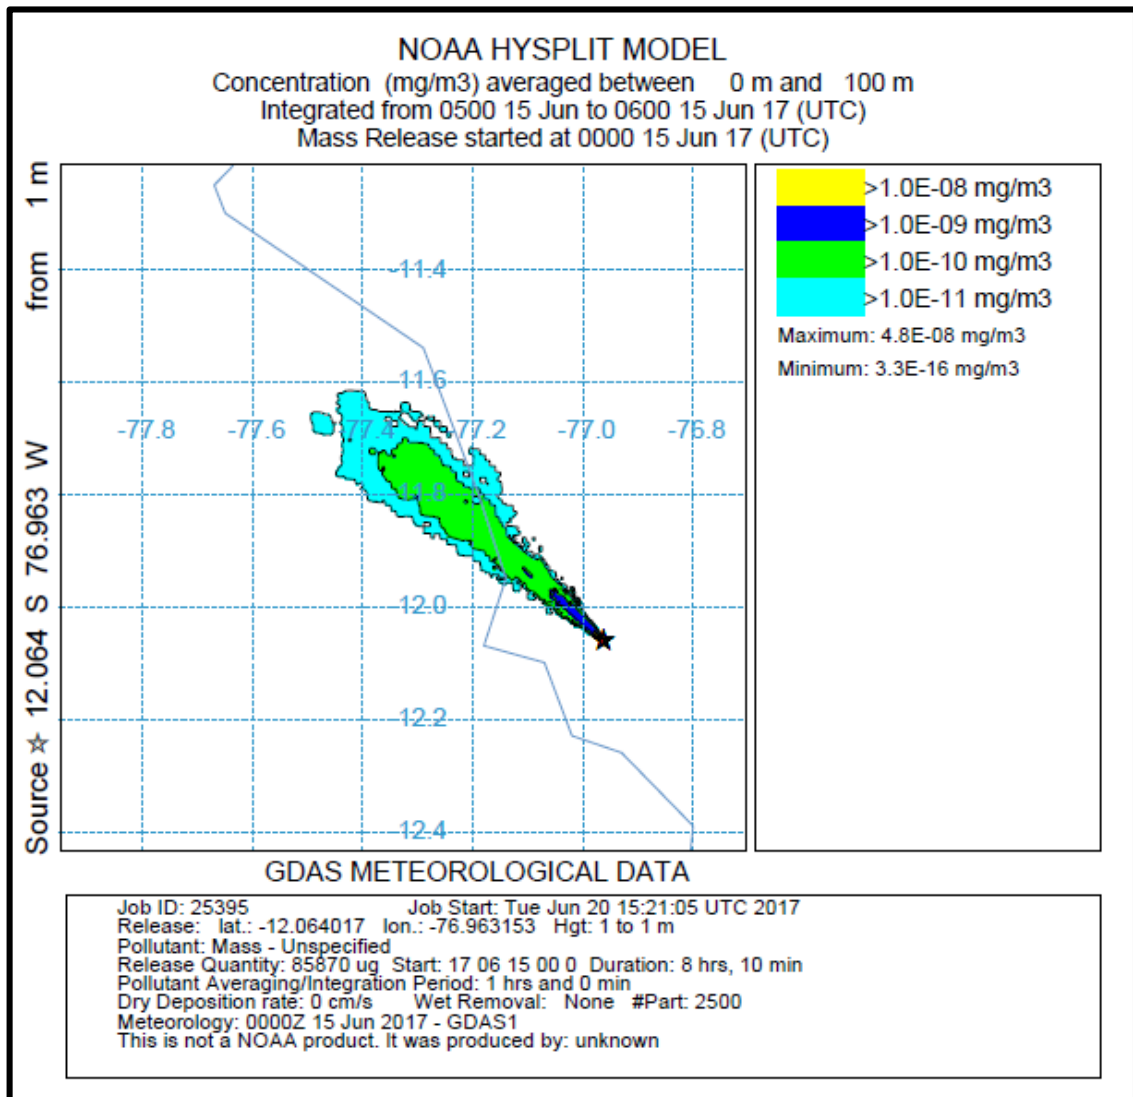 NOAA HYSPLIT MODEL
Concentration (mg/m3) averaged between 0 m and 100 m
Integrated from 0500 15 Jun to 0600 15 Jun 17 (UTC)
Mass Release started at 0000 15 Jun 17 (UTC)
Source ☆ 12.064 S 76.963 W from 1 m
-11.4
-11.6
-77.8 -77.6 -77.4 -77.2 -77.0 -76.8
-11.8
-12.0
-12.2
-12.4
>1.0E-08 mg/m3
>1.0E-09 mg/m3
>1.0E-10 mg/m3
>1.0E-11 mg/m3
Maximum: 4.8E-08 mg/m3
Minimum: 3.3E-16 mg/m3
GDAS METEOROLOGICAL DATA
Job ID: 25395 Job Start: Tue Jun 20 15:21:05 UTC 2017
Release: lat.: -12.064017 lon.: -76.963153 Hgt: 1 to 1 m
Pollutant: Mass - Unspecified
Release Quantity: 85870 ug Start: 17 06 15 00 0 Duration: 8 hrs, 10 min
Pollutant Averaging/Integration Period: 1 hrs and 0 min
Dry Deposition rate: 0 cm/s Wet Removal: None #Part: 2500
Meteorology: 0000Z 15 Jun 2017 - GDAS1
This is not a NOAA product. It was produced by: unknown